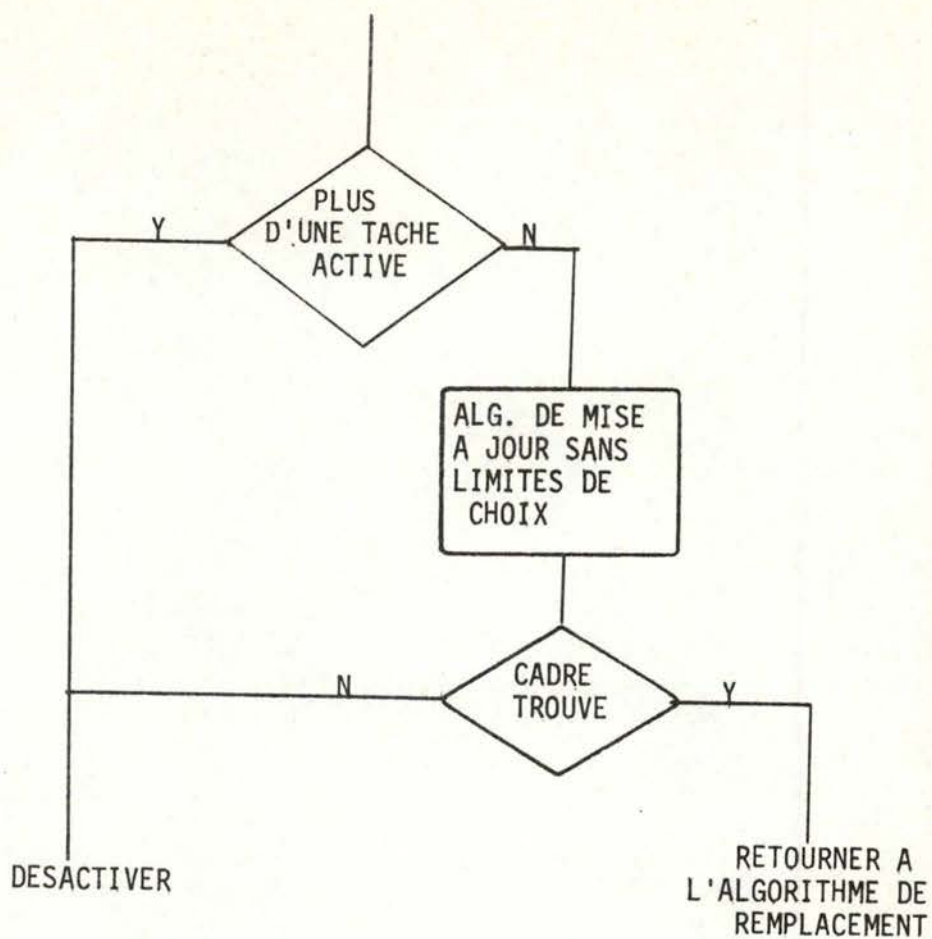 PLUS
D'UNE TACHE
ACTIVE
Y
N
ALG. DE MISE
A JOUR SANS
LIMITES DE
CHOIX
CADRE
TROUVE
N
Y
DESACTIVER
RETOURNER A
L'ALGORITHME DE
REMPLACEMENT